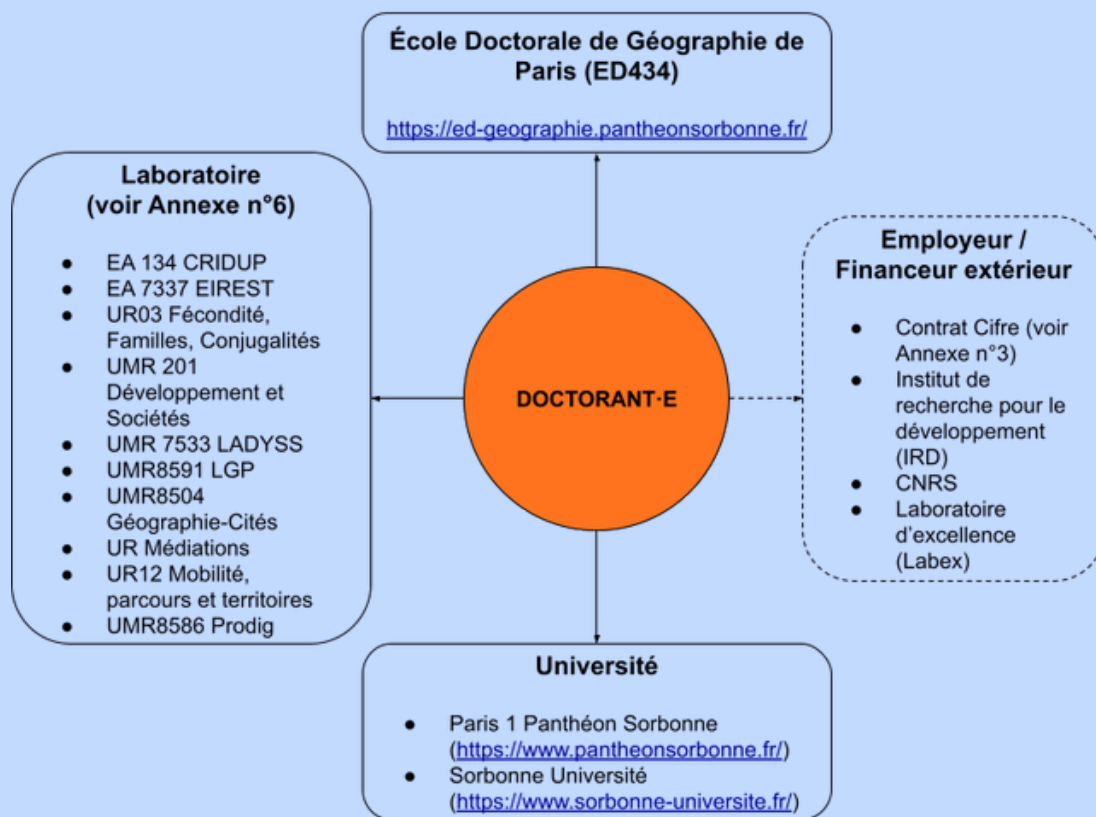 École Doctorale de Géographie de
Paris (ED434)
https://ed-geographie.pantheonsorbonne.fr/
Laboratoire
(voir Annexe n°6)
● EA 134 CRIDUP
● EA 7337 EIREST
● UR03 Fécondité,
Familles, Conjugalités
● UMR 201
Développement et
Sociétés
● UMR 7533 LADYSS
● UMR8591 LGP
● UMR8504
Géographie-Cités
● UR Médiations
● UR12 Mobilité,
parcours et territoires
● UMR8586 Prodig
DOCTORANT·E
Employeur /
Financeur extérieur
● Contrat Cifre (voir
Annexe n°3)
● Institut de
recherche pour le
développement
(IRD)
● CNRS
● Laboratoire
d'excellence
(Labex)
Université
● Paris 1 Panthéon Sorbonne
(https://www.pantheonsorbonne.fr/)
● Sorbonne Université
(https://www.sorbonne-universite.fr/)